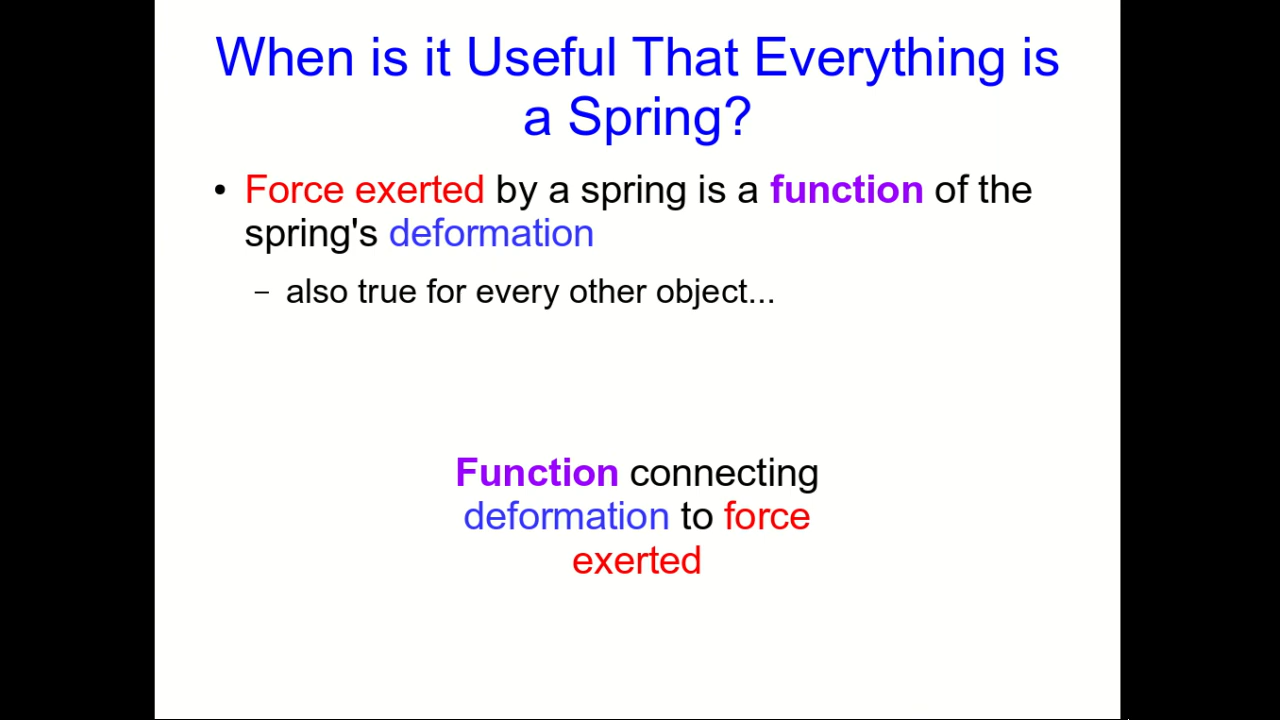 When is it Useful That Everything is
a Spring?
• Force exerted by a spring is a function of the
spring's deformation
– also true for every other object...
Function connecting
deformation to force
exerted